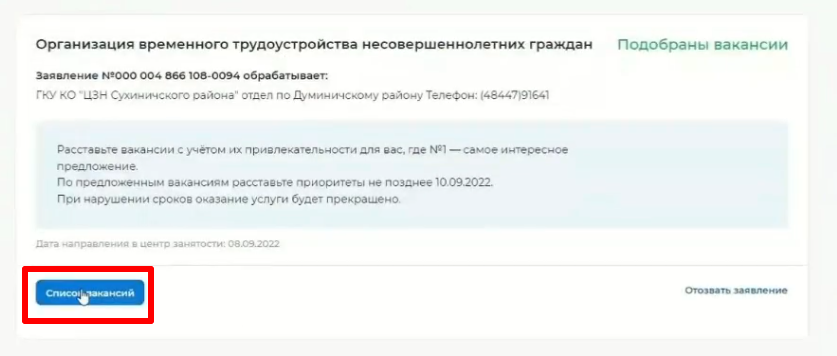 Организация временного трудоустройства несовершеннолетних граждан Подобраны вакансии
Заявление №000 004 866 108-0094 обрабатывает:
ГКУ КО "ЦЗН Сухиничского района" отдел по Думиничскому району Телефон: (48447)91641
Расставьте вакансии с учётом их привлекательности для вас, где №1 — самое интересное
предложение.
По предложенным вакансиям расставьте приоритеты не позднее 10.09.2022.
При нарушении сроков оказание услуги будет прекращено.
Дата направления в центр занятости: 08.09.2022
Список вакансий Отозвать заявление